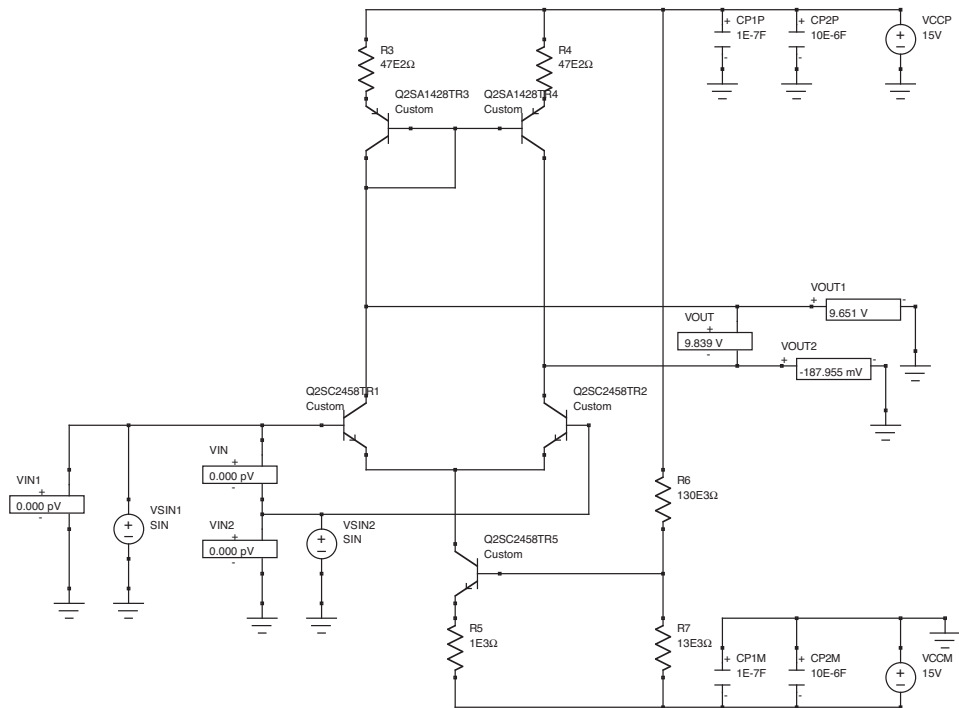 R3
47E2Ω
R4
47E2Ω
+ CP1P
1E-7F
-
+ CP2P
10E-6F
-
VCCP
15V
+
−
Q2SA1428TR3
Custom
Q2SA1428TR4
Custom
VOUT1
+
-
9.651 V
VOUT
+
9.839 V
-
VOUT2
+
-
-187.955 mV
Q2SC2458TR1
Custom
Q2SC2458TR2
Custom
VIN
+
0.000 pV
-
VIN1
+
0.000 pV
-
VSIN1
SIN
+
−
VIN2
+
0.000 pV
-
VSIN2
SIN
+
−
R6
130E3Ω
Q2SC2458TR5
Custom
R5
1E3Ω
R7
13E3Ω
+ CP1M
1E-7F
-
+ CP2M
10E-6F
-
VCCM
15V
+
−